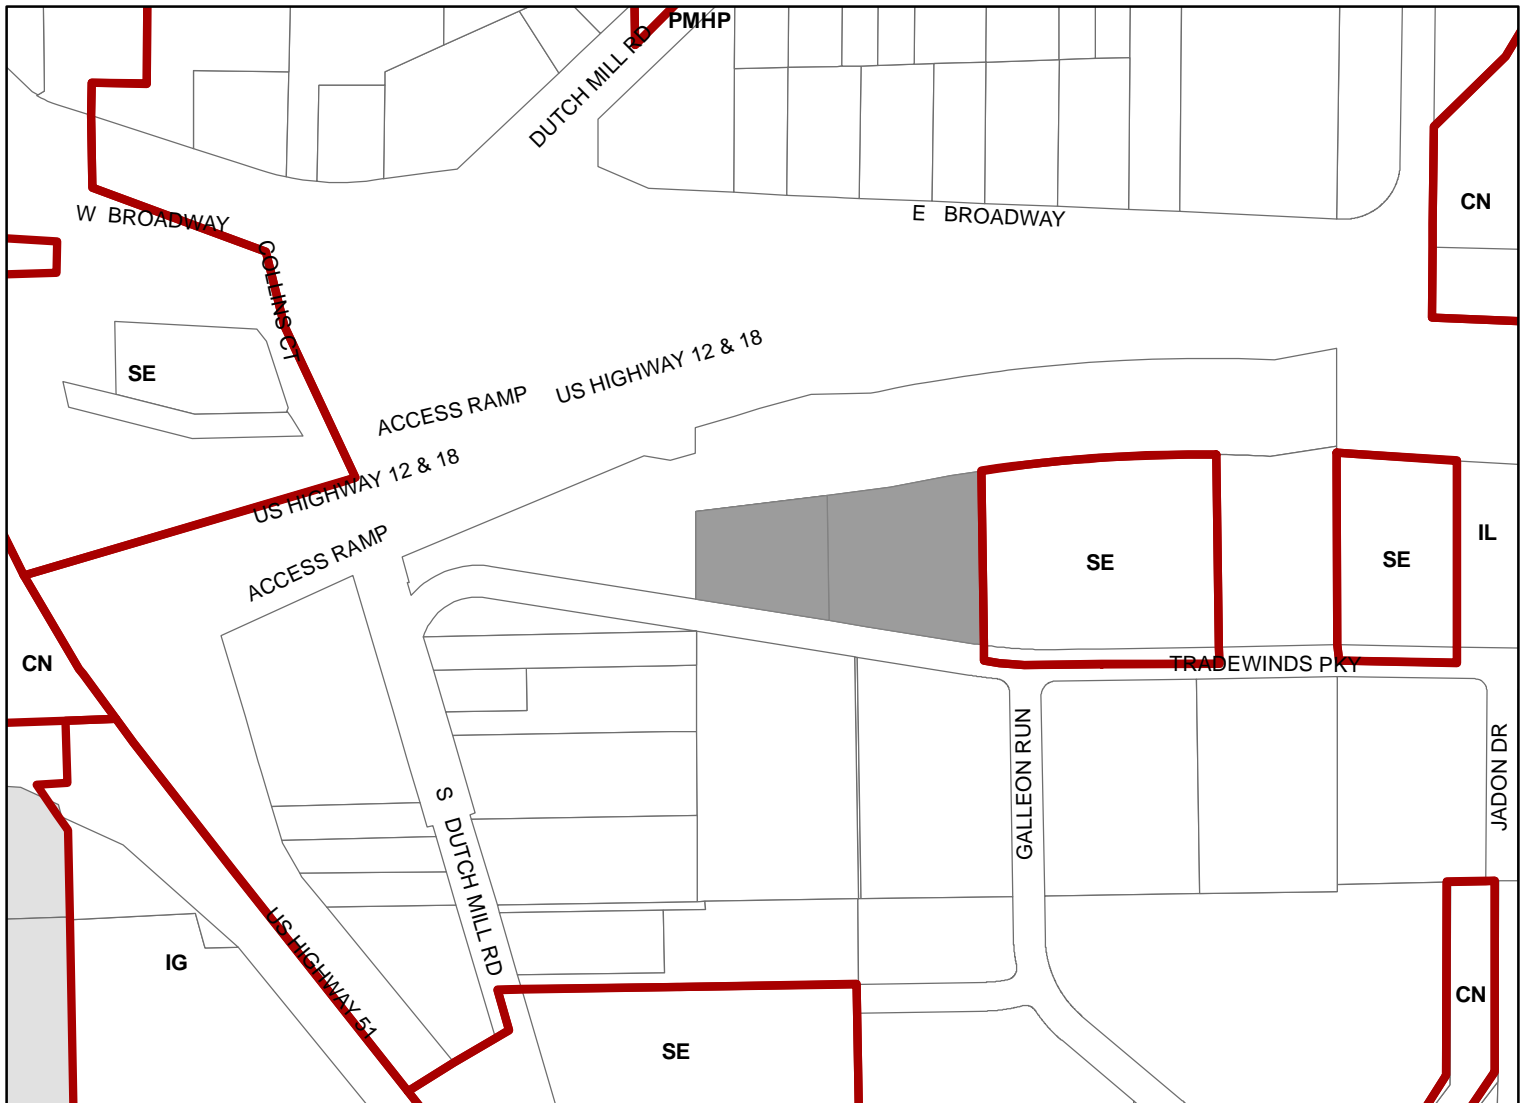 PMHP
DUTCH MILL RD
CN
W BROADWAY
E BROADWAY
COLLINS CT
SE
US HIGHWAY 12 & 18
ACCESS RAMP
US HIGHWAY 12 & 18
ACCESS RAMP
IL
SE
SE
CN
TRADEWINDS PKY
GALLEON RUN
JADON DR
S DUTCH MILL RD
IG
US HIGHWAY 51
CN
SE